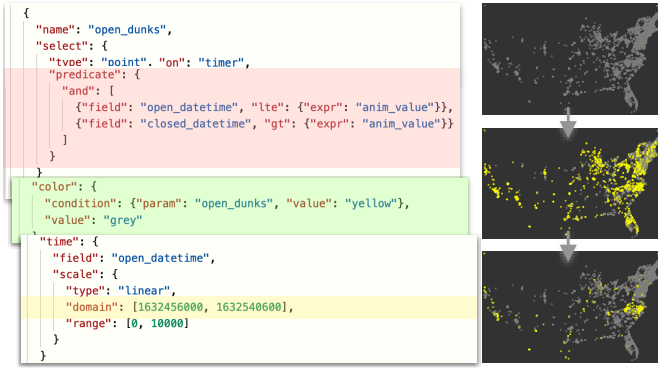 {
"name": "open_dunks",
"select": {
"type": "point", "on": "timer",
"predicate": {
"and": [
{"field": "open_datetime", "lte": {"expr": "anim_value"}},
{"field": "closed_datetime", "gt": {"expr": "anim_value"}}
]
}
}
"color": {
"condition": {"param": "open_dunks", "value": "yellow"},
"value": "grey"
"time": {
"field": "open_datetime",
"scale": {
"type": "linear",
"domain": [1632456000, 1632540600],
"range": [0, 10000]
}
}